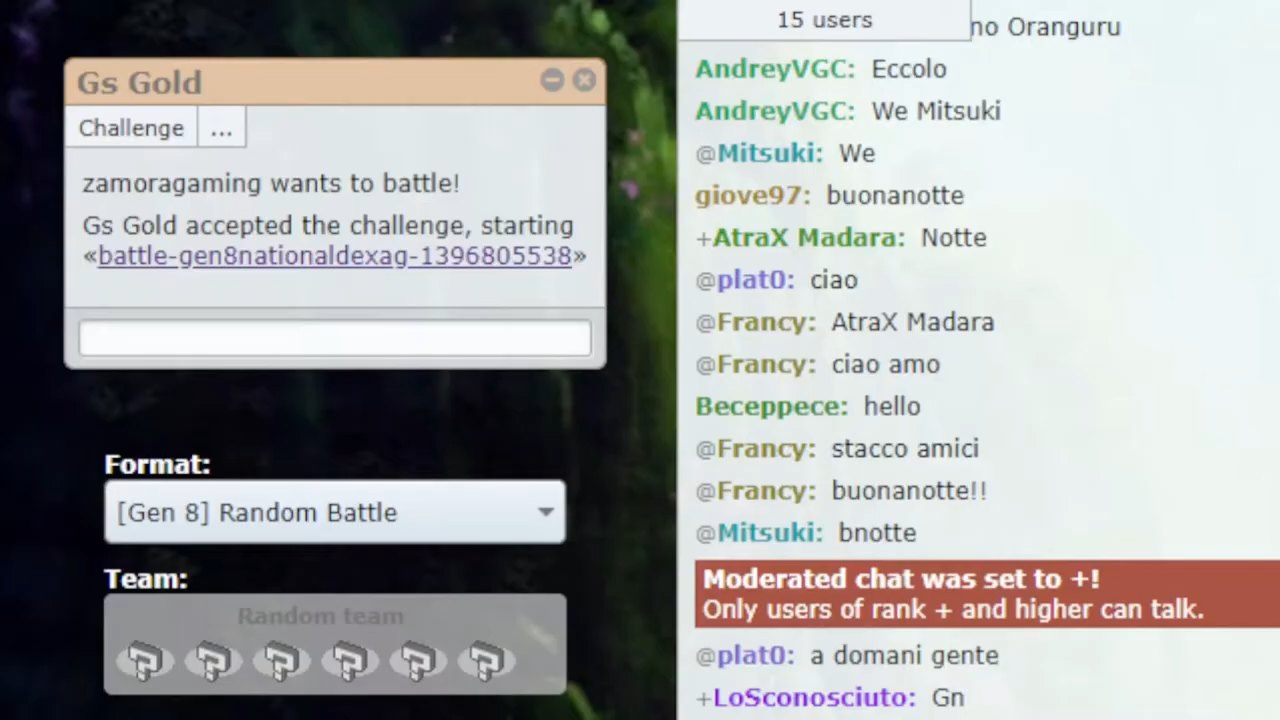 Gs Gold
Challenge
...
zamoragaming wants to battle!
Gs Gold accepted the challenge, starting
«battle-gen8nationaldexag-1396805538»
Format:
[Gen 8] Random Battle
Team:
Random team
15 users
no Oranguru
AndreyVGC: Eccolo
AndreyVGC: We Mitsuki
@Mitsuki: We
giove97: buonanotte
+AtraX Madara: Notte
@plat0: ciao
@Francy: AtraX Madara
@Francy: ciao amo
Beceppece: hello
@Francy: stacco amici
@Francy: buonanotte!!
@Mitsuki: bnotte
Moderated chat was set to +!
Only users of rank + and higher can talk.
@plat0: a domani gente
+LoSconosciuto: Gn